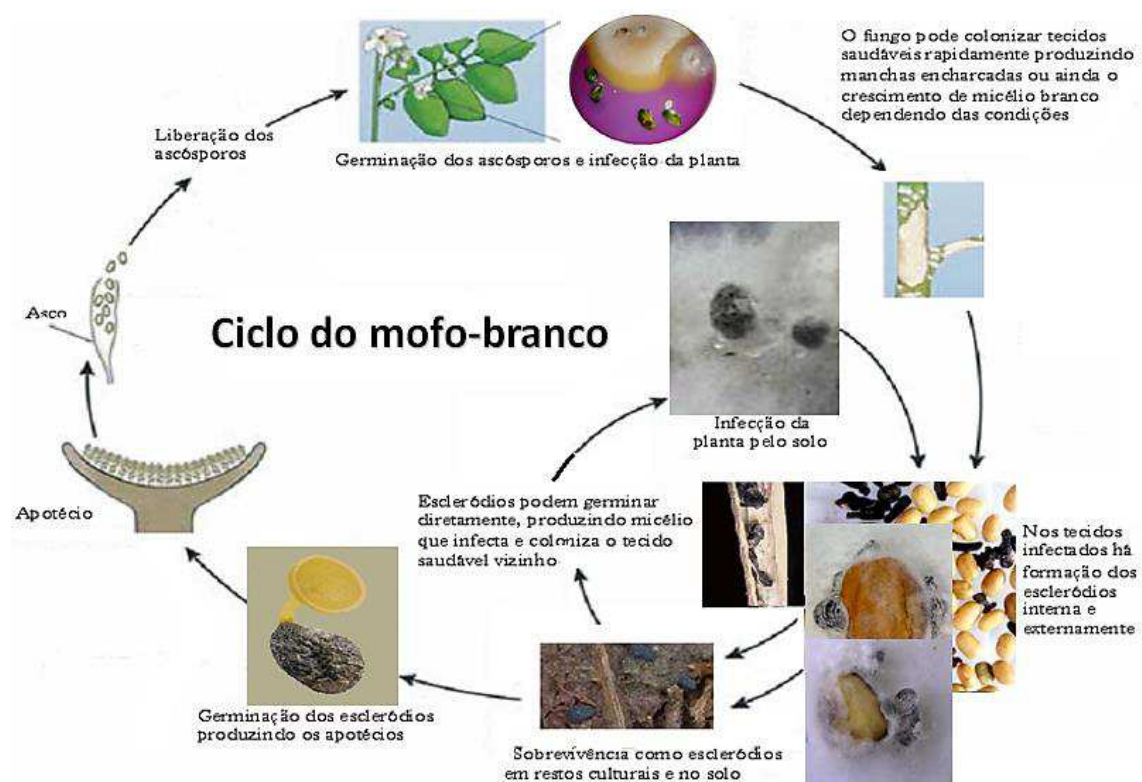 O fungo pode colonizar tecidos
saudáveis rapidamente produzindo
manchas encharcadas ou ainda o
crescimento de micélio branco
dependendo das condições
Liberação dos
ascósporos
Germinação dos ascósporos e infecção da planta
Asco
Ciclo do mofo-branco
Infecção da
planta pelo solo
Apotécio
Escleródios podem germinar
diretamente, produzindo micélio
que infecta e coloniza o tecido
saudável vizinho
Nos tecidos
infectados há
formação dos
escleródios
interna e
externamente
Germinação dos escleródios
produzindo os apotécios
Sobrevivência como escleródios
em restos culturais e no solo